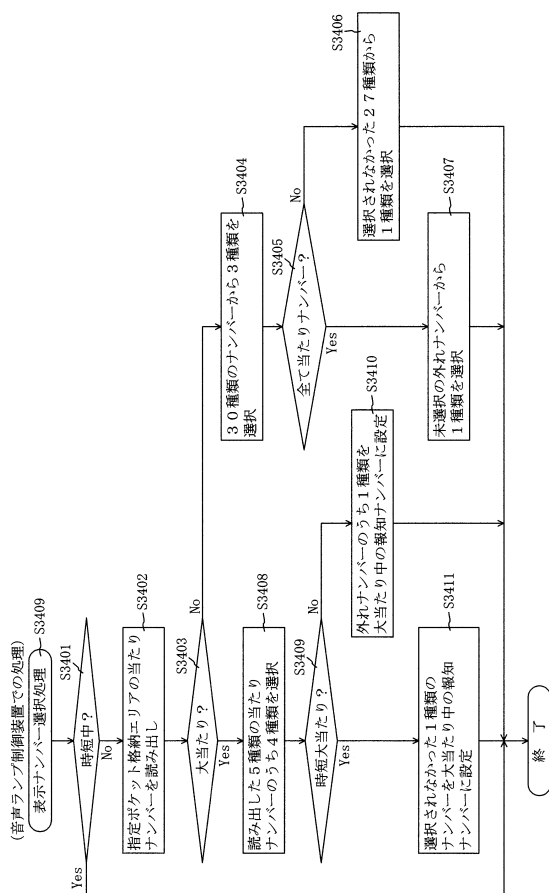 (音声ランプ制御装置での処理)
S3409
表示ナンバー選択処理
S3401
時短中？
Yes
No
S3402
指定ポケット格納エリアの当たり
ナンバーを読み出し
S3403
大当たり？
No
Yes
S3404
30種類のナンバーから3種類を
選択
S3405
全て当たりナンバー？
No
Yes
S3406
選択されなかった27種類から
1種類を選択
S3407
未選択の外れナンバーから
1種類を選択
S3408
読み出した5種類の当たり
ナンバーのうち4種類を選択
S3409
時短大当たり？
No
Yes
S3410
外れナンバーのうち1種類を
大当たり中の報知ナンバーに設定
S3411
選択されなかった1種類の
ナンバーを大当たり中の報知
ナンバーに設定
終 了